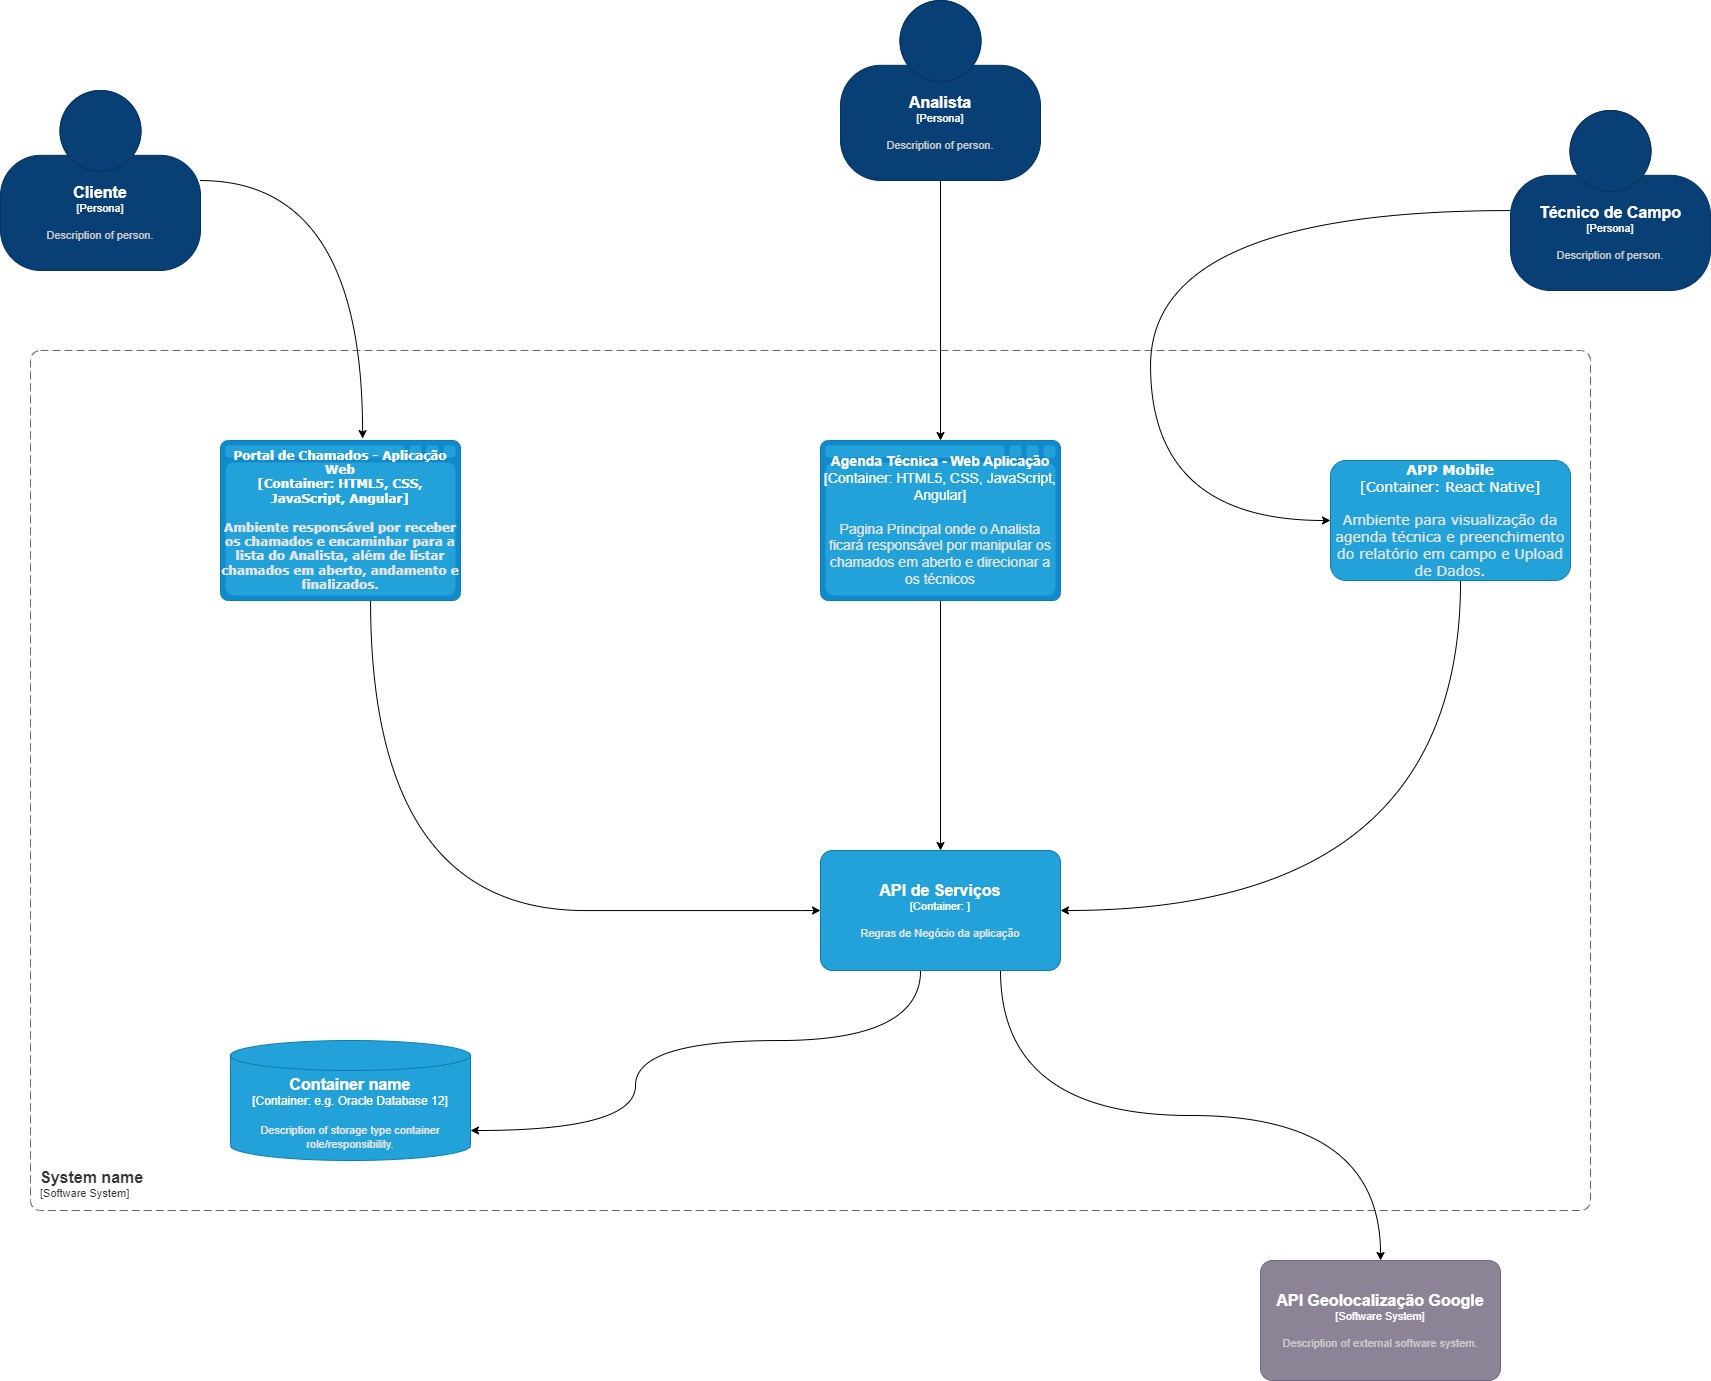 Analista
[Persona]
Description of person.
Cliente
[Persona]
Description of person.
Técnico de Campo
[Persona]
Description of person.
Portal de Chamados - Aplicação
Web
[Container: HTML5, CSS,
JavaScript, Angular]
Ambiente responsável por receber
os chamados e encaminhar para a
lista do Analista, além de listar
chamados em aberto, andamento e
finalizados.
Agenda Técnica - Web Aplicação
[Container: HTML5, CSS, JavaScript,
Angular]
Pagina Principal onde o Analista
ficará responsável por manipular os
chamados em aberto e direcionar a
os técnicos
APP Mobile
[Container: React Native]
Ambiente para visualização da
agenda técnica e preenchimento
do relatório em campo e Upload
de Dados.
API de Serviços
[Container: ]
Regras de Negócio da aplicação
Container name
[Container: e.g. Oracle Database 12]
Description of storage type container
role/responsibility.
System name
[Software System]
API Geolocalização Google
[Software System]
Description of external software system.